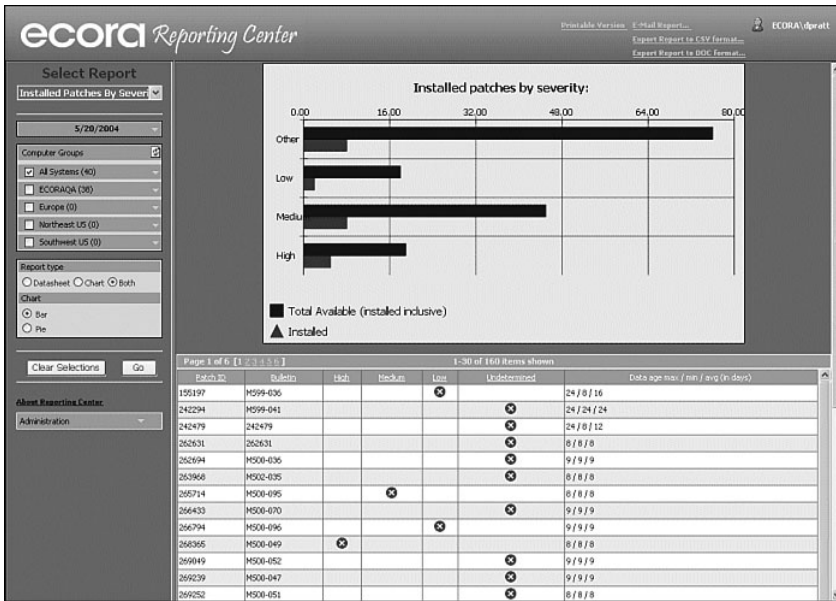 ecora Reporting Center
Printable Version E-Mail Report...
Export Report to CSV format...
Export Report to DOC format...
ECORA\dpratt
Select Report
Installed Patches By Severi
5/20/2004
Computer Groups
All Systems (40)
ECORAQA (38)
Europe (0)
Northeast US (0)
Southwest US (0)
Report type
Datasheet Chart Both
Chart
Bar
Pie
Clear Selections Go
About Reporting Center
Administration
Installed patches by severity:
0.00 16.00 32.00 48.00 64.00 80.00
Other
Low
Mediu
High
Total Available (installed inclusive)
Installed
Page 1 of 6 [1 2 3 4 5 6 ] 1-30 of 160 items shown
Patch ID Bulletin High Medium Low Undetermined Data age max / min / avg (in days)
155197 MS99-036 24 / 8 / 16
242294 MS99-041 24 / 24 / 24
242479 242479 24 / 8 / 12
262631 262631 8 / 8 / 8
262694 MS00-036 9 / 9 / 9
263968 MS02-035 8 / 8 / 8
265714 MS00-095 8 / 8 / 8
266433 MS00-070 9 / 9 / 9
266794 MS00-096 9 / 9 / 9
268365 MS00-049 8 / 8 / 8
269049 MS00-052 9 / 9 / 9
269239 MS00-047 9 / 9 / 9
269252 MS00-051 8 / 8 / 8